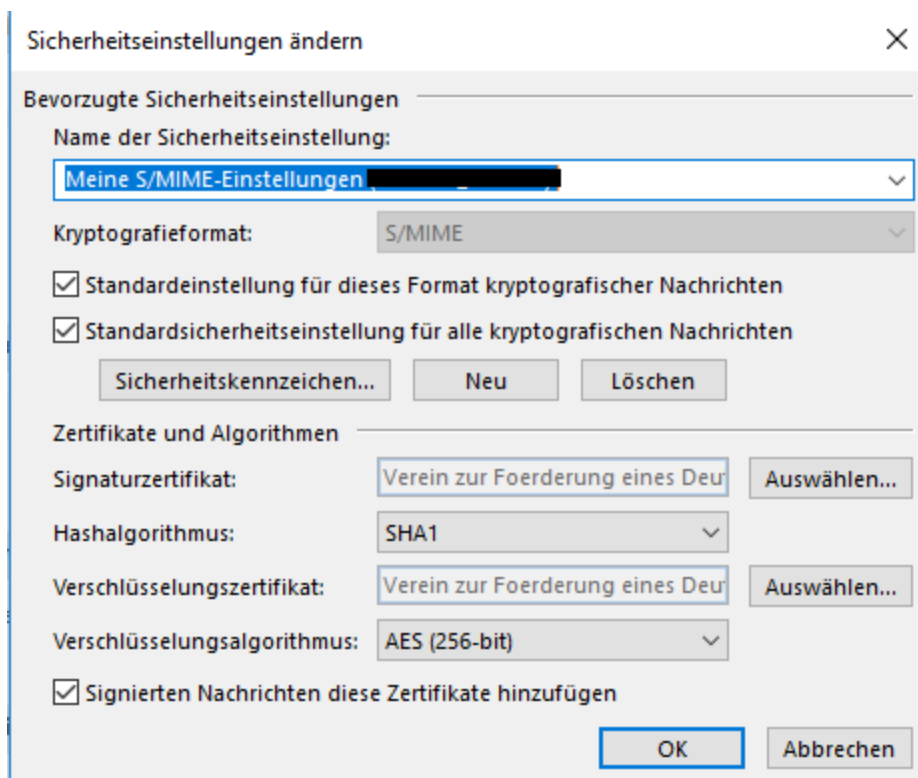 Sicherheitseinstellungen ändern
Bevorzugte Sicherheitseinstellungen
Name der Sicherheitseinstellung:
Meine S/MIME-Einstellungen
Kryptografieformat: S/MIME
Standardeinstellung für dieses Format kryptografischer Nachrichten
Standardsicherheitseinstellung für alle kryptografischen Nachrichten
Sicherheitskennzeichen... Neu Löschen
Zertifikate und Algorithmen
Signaturzertifikat: Verein zur Foerderung eines Deu Auswählen...
Hashalgorithmus: SHA1
Verschlüsselungszertifikat: Verein zur Foerderung eines Deu Auswählen...
Verschlüsselungsalgorithmus: AES (256-bit)
Signierten Nachrichten diese Zertifikate hinzufügen
OK Abbrechen